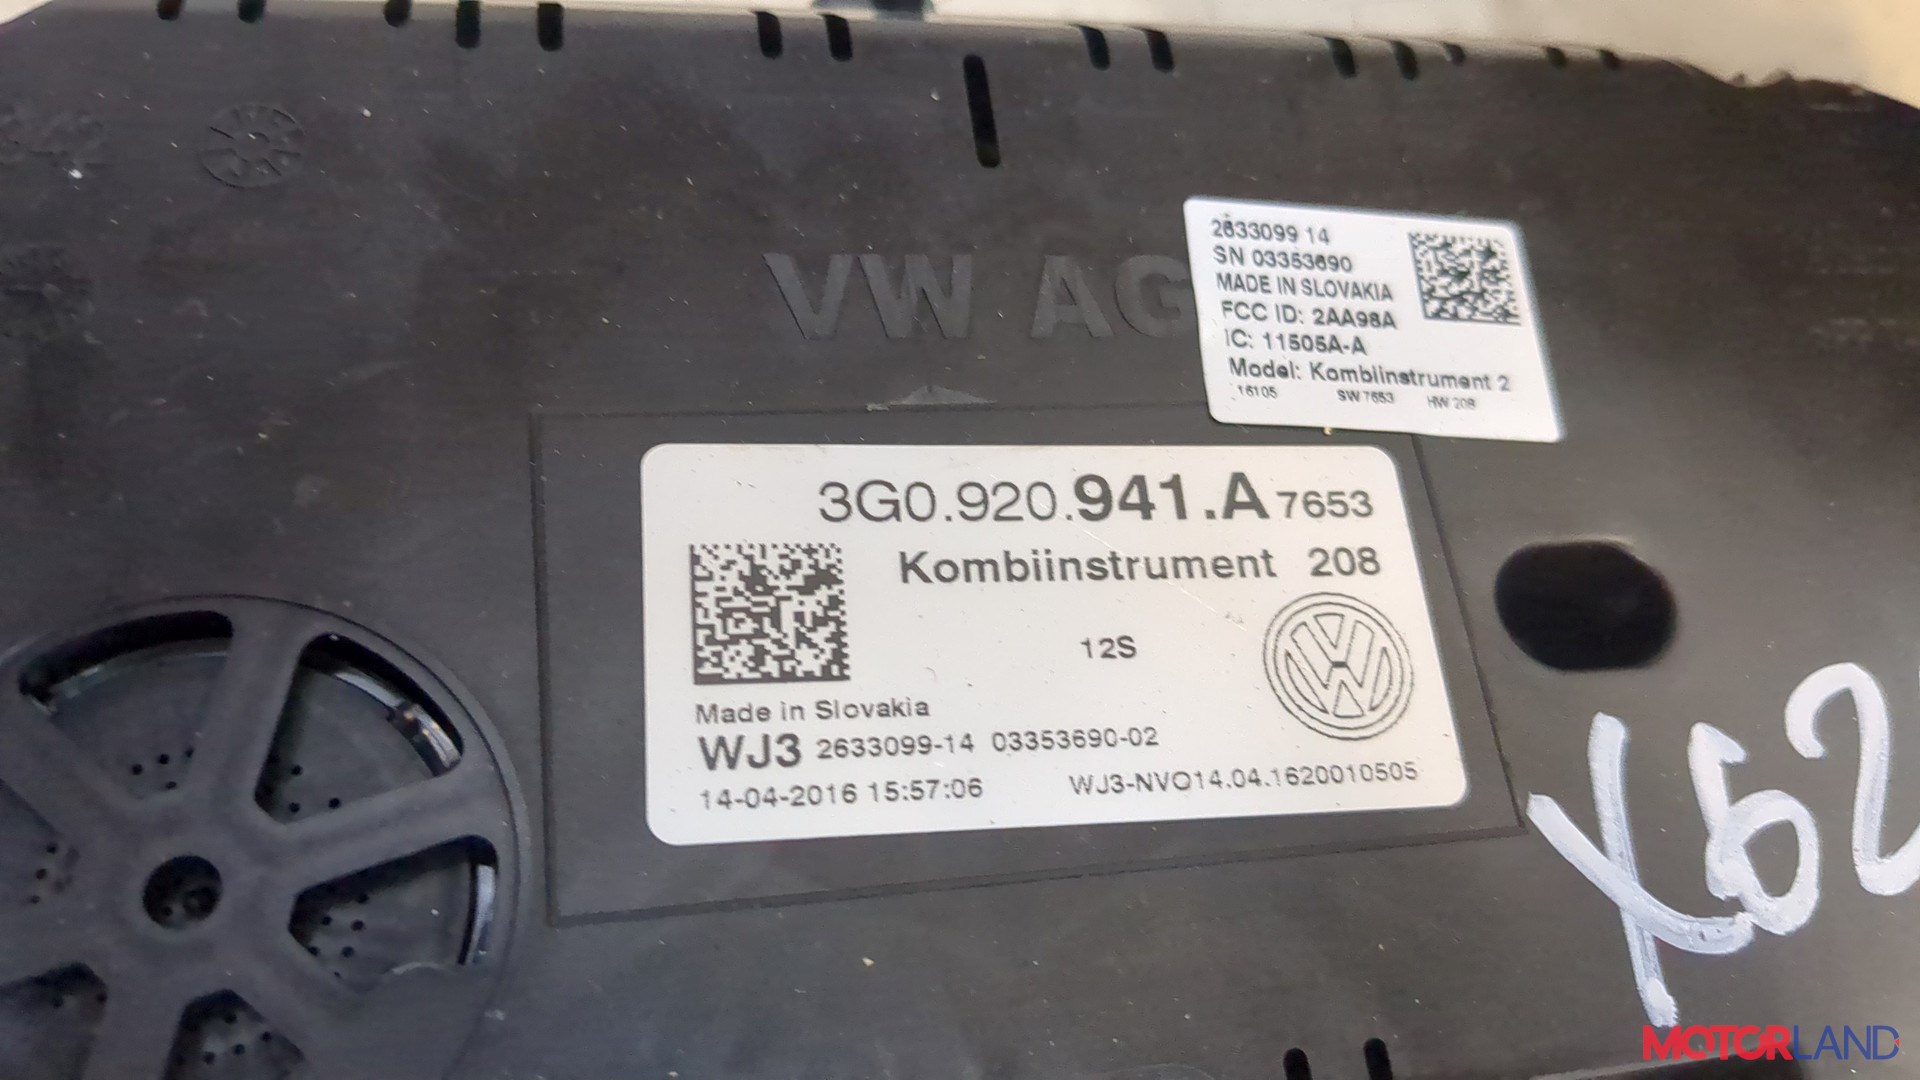 VW AG
2633099 14
SN 03353690
MADE IN SLOVAKIA
FCC ID: 2AA98A
IC: 11505A-A
Model: Kombiinstrument 2
16105 SW 7653 HW 208
3G0.920.941.A 7653
Kombiinstrument 208
12S
Made in Slovakia
WJ3 2633099-14 03353690-02
14-04-2016 15:57:06 WJ3-NVO14.04.1620010505
MOTORLAND